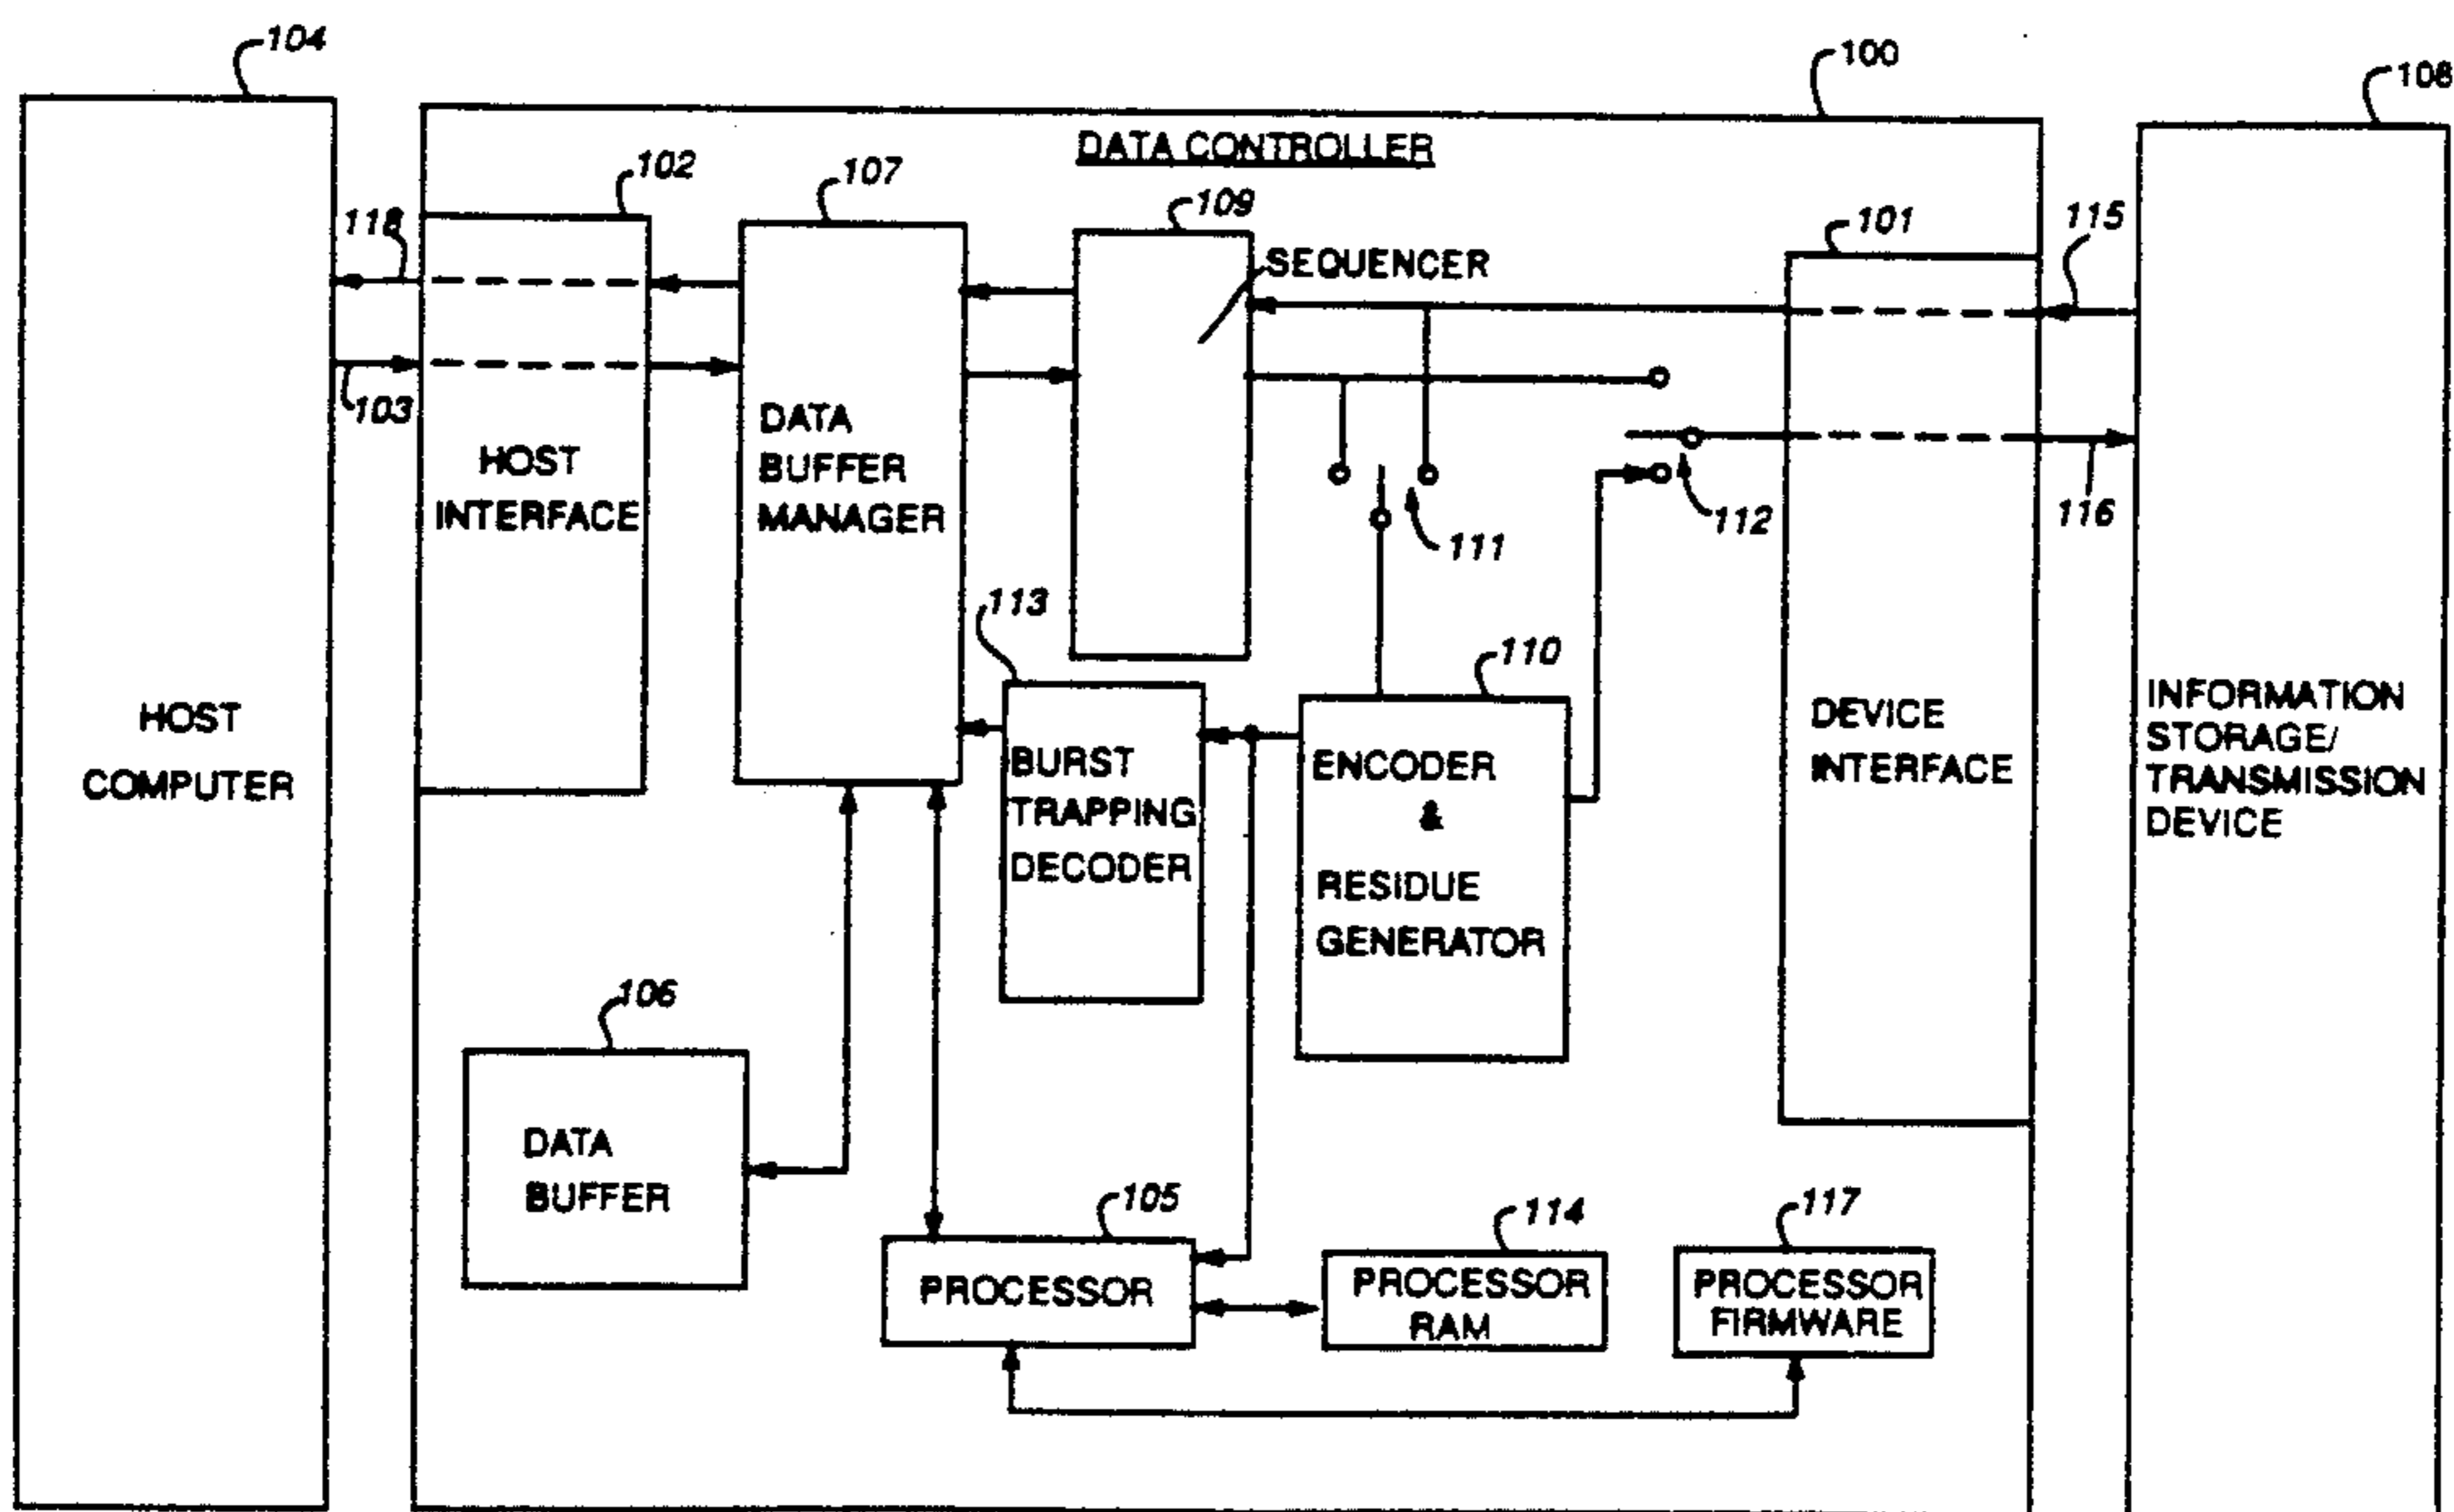 104
100
108
DATA CONTROLLER
102
107
109
101
115
118
SEQUENCER
103
116
112
111
HOST
INTERFACE
DATA
BUFFER
MANAGER
113
110
HOST
COMPUTER
BURST
TRAPPING
DECODER
ENCODER
&
RESIDUE
GENERATOR
DEVICE
INTERFACE
INFORMATION
STORAGE/
TRANSMISSION
DEVICE
106
DATA
BUFFER
105
PROCESSOR
114
PROCESSOR
RAM
117
PROCESSOR
FIRMWARE